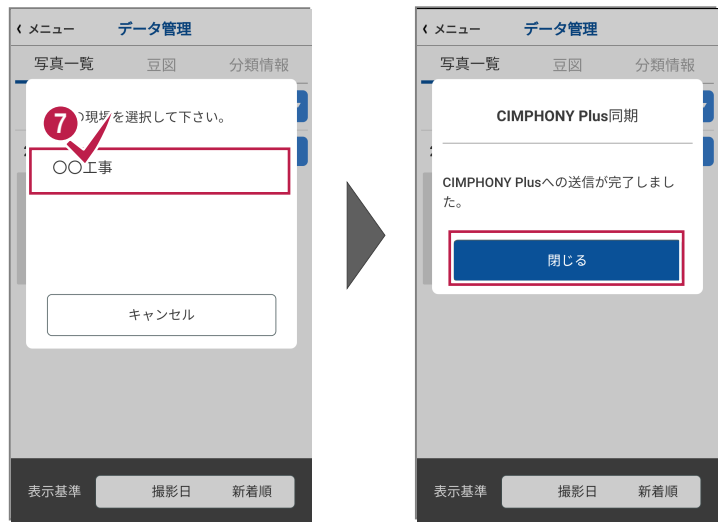 メニュー
データ管理
写真一覧
豆図
分類情報
7
現場を選択して下さい。
〇〇工事
キャンセル
表示基準
撮影日
新着順
メニュー
データ管理
写真一覧
豆図
分類情報
CIMPHONY Plus同期
CIMPHONY Plusへの送信が完了しまし
た。
閉じる
表示基準
撮影日
新着順